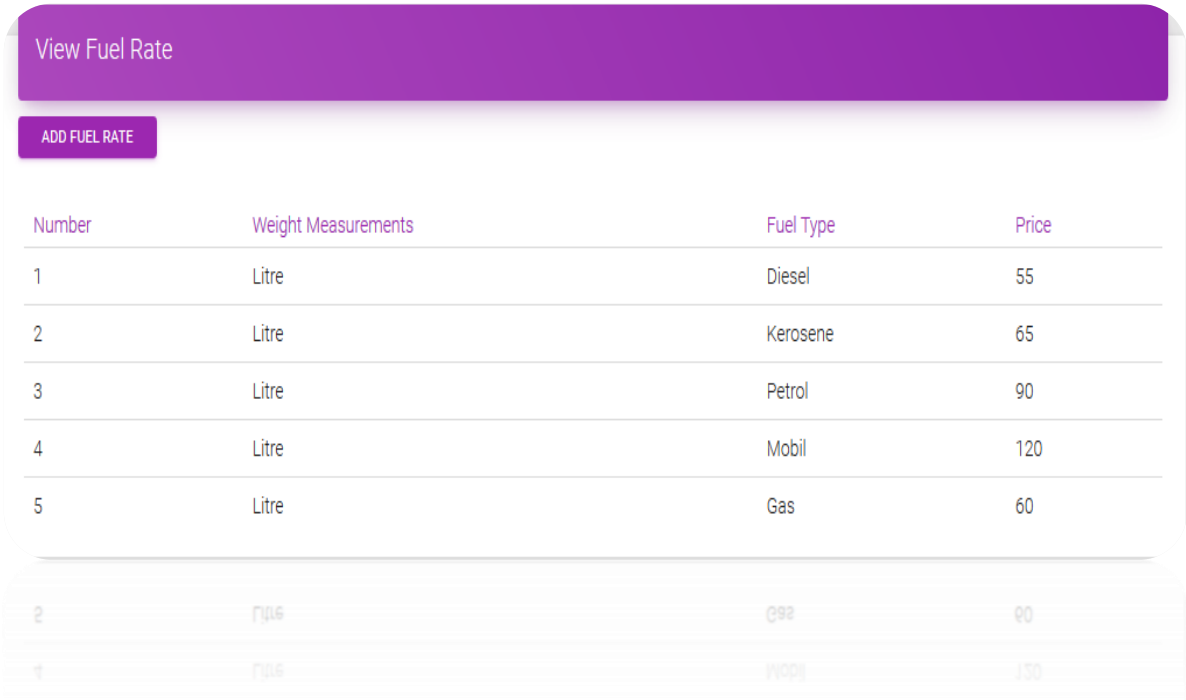 View Fuel Rate
ADD FUEL RATE
Number Weight Measurements Fuel Type Price
1 Litre Diesel 55
2 Litre Kerosene 65
3 Litre Petrol 90
4 Litre Mobil 120
5 Litre Gas 60